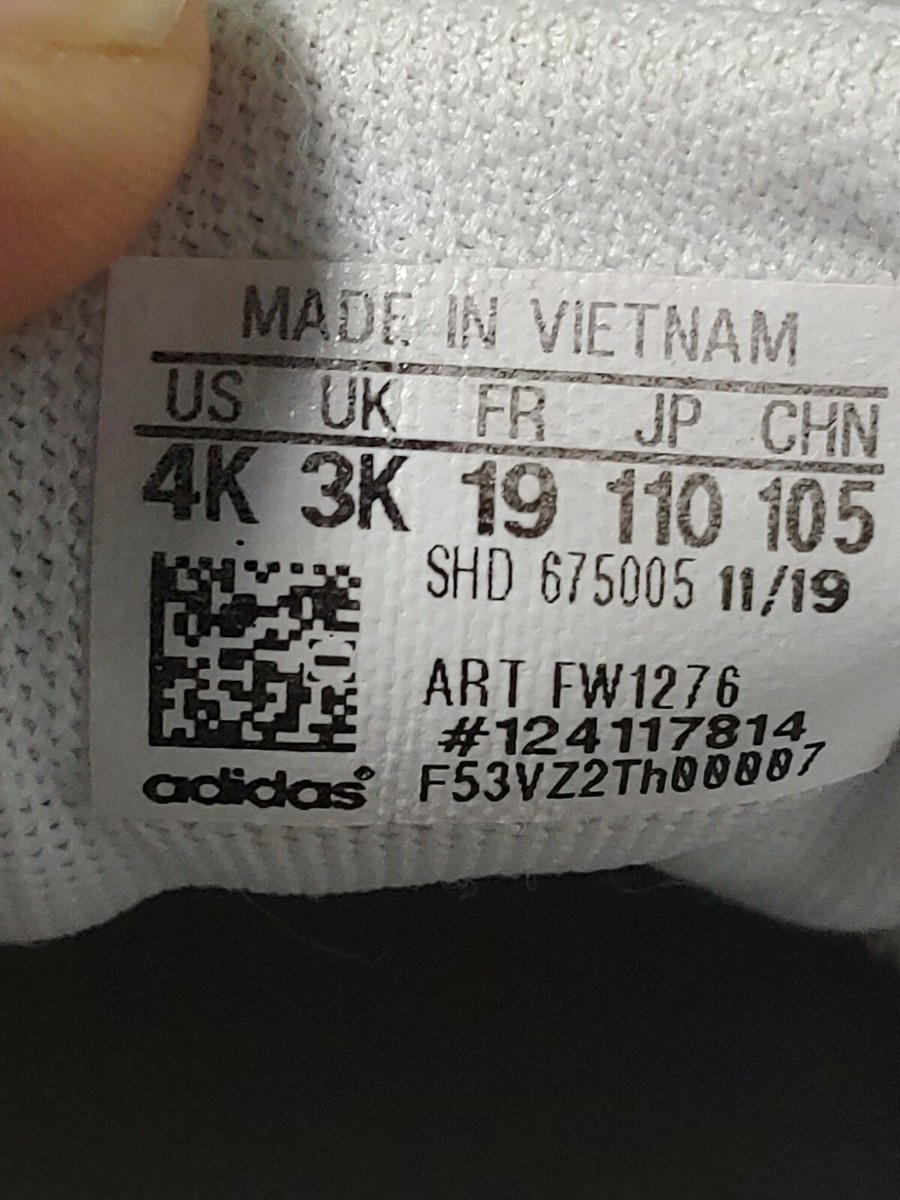 MADE IN VIETNAM
US UK FR JP CHN
4K 3K 19 110 105
SHD 675005 11/19
ART FW1276
#124117814
adidas® F53VZ2Th00007